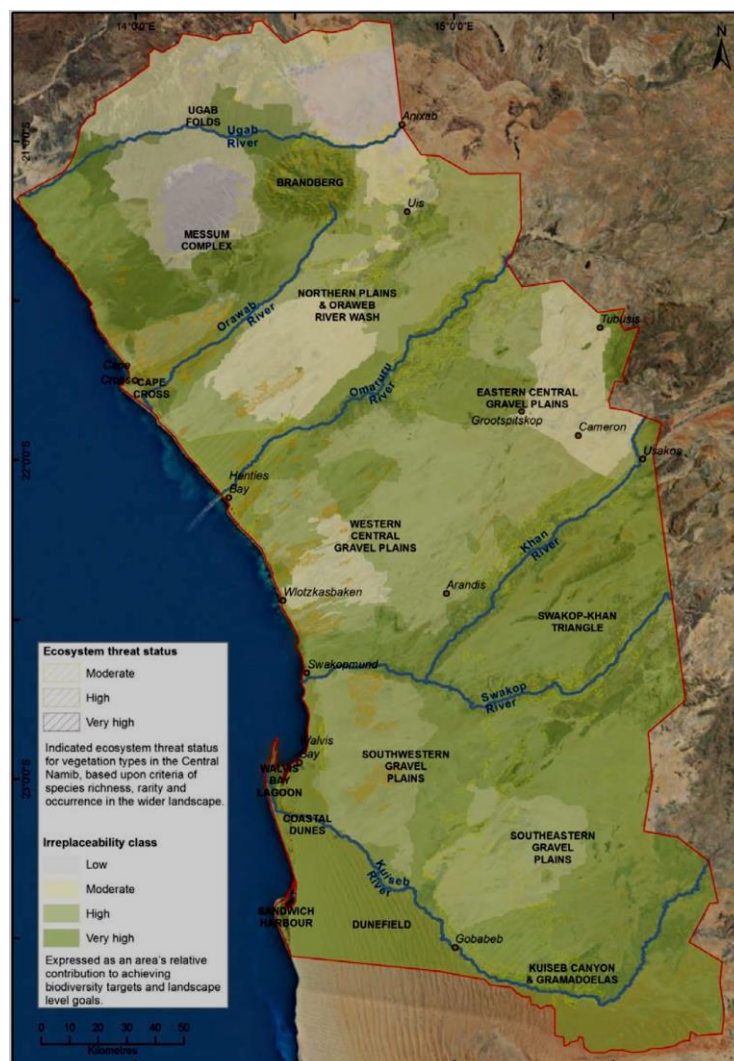 14°0'0"E
15°0'0"E
N
UGAB
FOLDS
Ugab
River
Anixab
21°0'0"S
BRANDBERG
Uis
MESSUM
COMPLEX
NORTHERN PLAINS
& ORAWEB
RIVER WASH
Orawab
River
Tubusis
Cape
Cross
CAPE
CROSS
Omaruru
River
EASTERN CENTRAL
GRAVEL PLAINS
Grootspitskop
Cameron
Usakos
22°0'0"S
Henties
Bay
WESTERN
CENTRAL
GRAVEL PLAINS
Khan
River
Wlotzkasbaken
Arandis
SWAKOP-KHAN
TRIANGLE
Swakopmund
Swakop
River
Walvis
Bay
WALVIS
BAY
LAGOON
SOUTHWESTERN
GRAVEL
PLAINS
23°0'0"S
COASTAL
DUNES
SOUTHEASTERN
GRAVEL
PLAINS
Kuiseb
River
SANDWICH
HARBOUR
DUNEFIELD
Gobabeb
KUISEB CANYON
& GRAMADOELAS
Ecosystem threat status
Moderate
High
Very high
Indicated ecosystem threat status
for vegetation types in the Central
Namib, based upon criteria of
species richness, rarity and
occurrence in the wider landscape.
Irreplaceability class
Low
Moderate
High
Very high
Expressed as an area's relative
contribution to achieving
biodiversity targets and landscape
level goals.
0 10 20 30 40 50
Kilometres